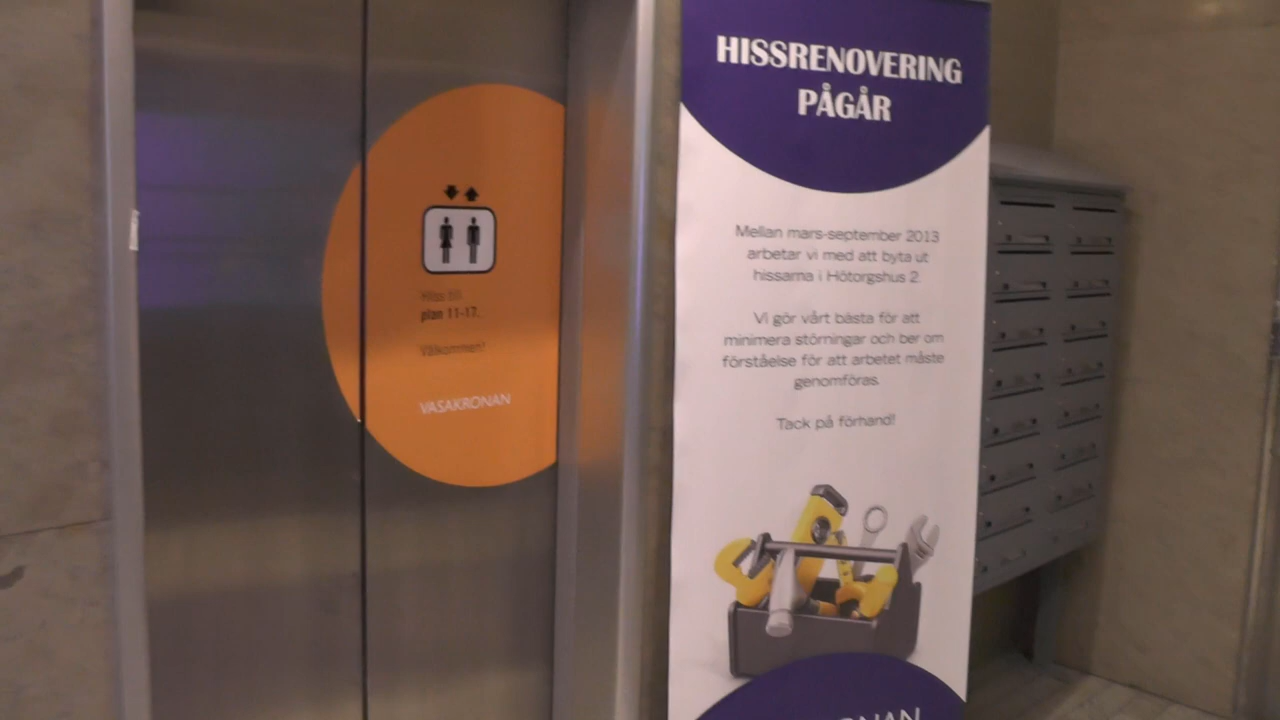 Hiss till
plan 11-17.
Välkommen!
VASAKRONAN
HISSRENOVERING
PÅGÅR
Mellan mars-september 2013
arbetar vi med att byta ut
hissarna i Hötorgshus 2.
Vi gör vårt bästa för att
minimera störningar och ber om
förståelse för att arbetet måste
genomföras.
Tack på förhand!